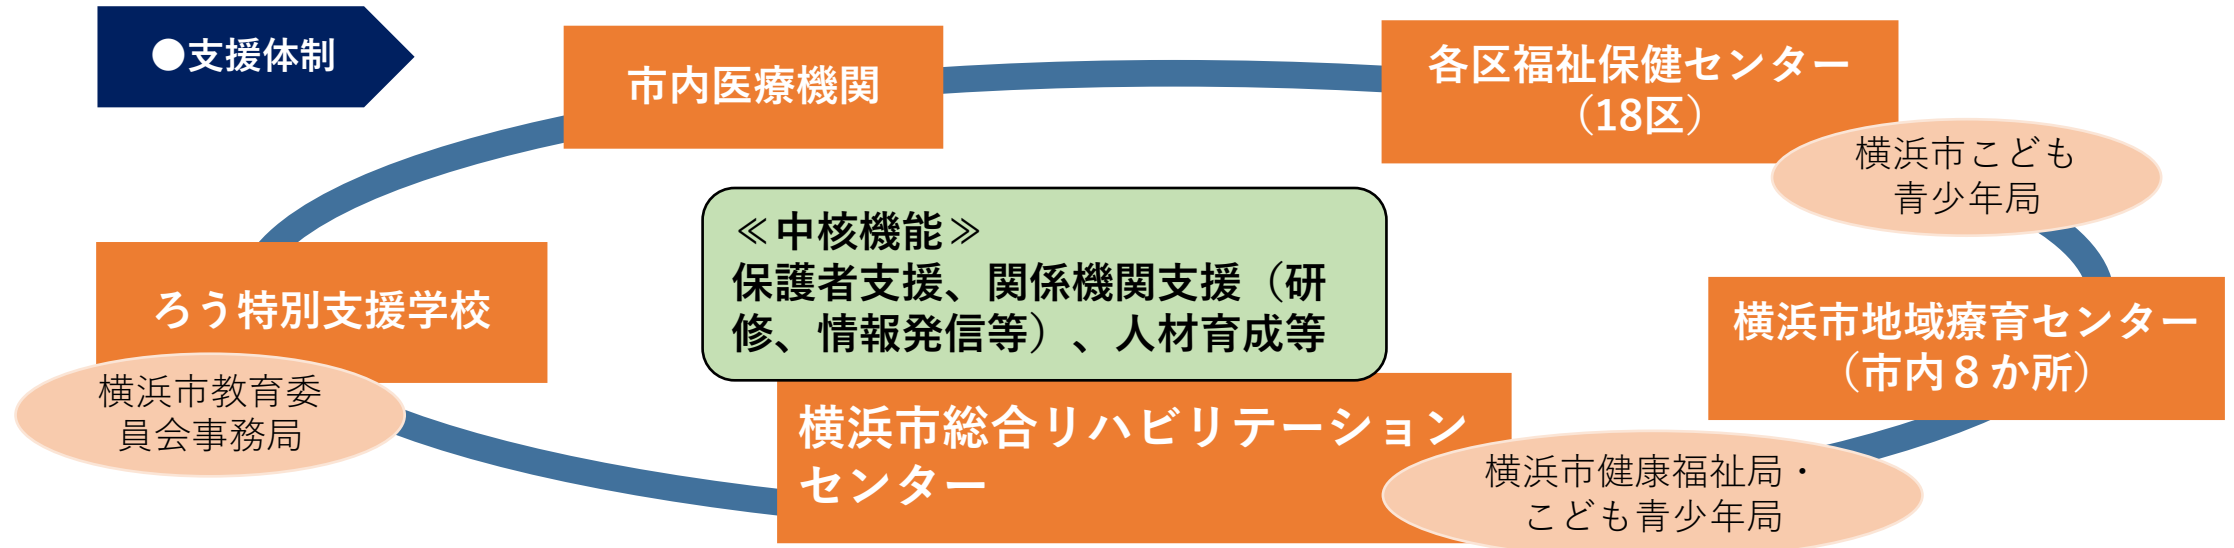 ●支援体制
市内医療機関
各区福祉保健センター
（18区）
横浜市こども
青少年局
≪中核機能≫
保護者支援、関係機関支援（研
修、情報発信等）、人材育成等
ろう特別支援学校
横浜市教育委
員会事務局
横浜市地域療育センター
（市内８か所）
横浜市総合リハビリテーション
センター
横浜市健康福祉局・
こども青少年局